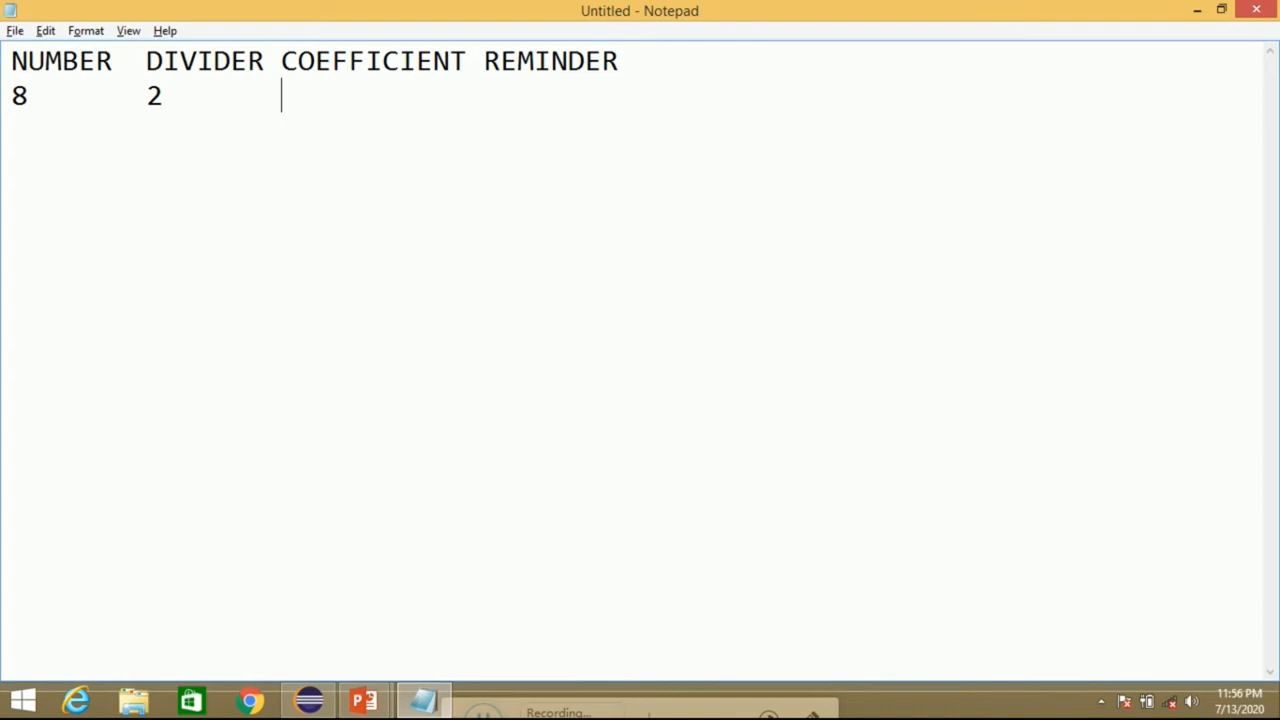 Untitled - Notepad
File Edit Format View Help
NUMBER DIVIDER COEFFICIENT REMINDER
8 2
Recording...
11:56 PM
7/13/2020